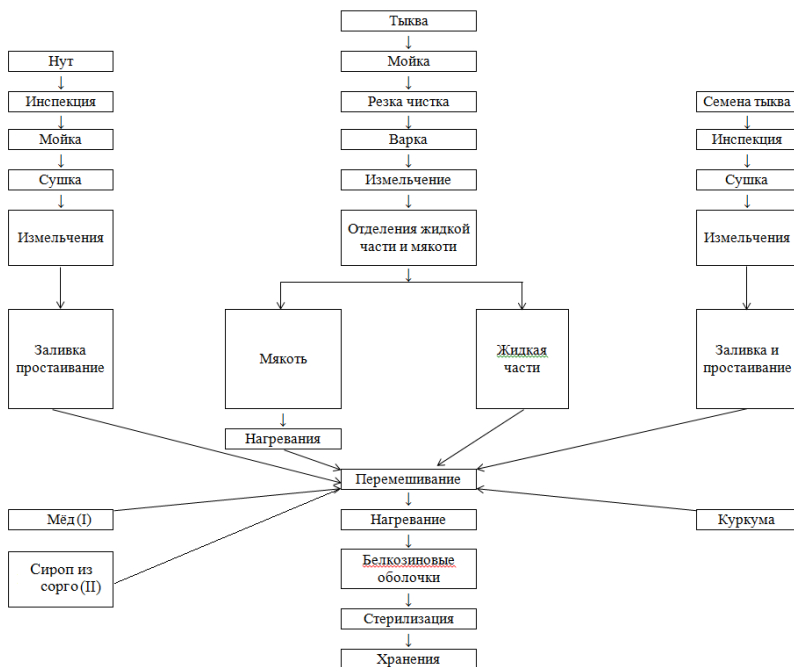 Тыква
Нут
Мойка
Инспекция
Резка чистка
Семена тыква
Мойка
Варка
Инспекция
Сушка
Измельчение
Сушка
Измельчения
Отделения жидкой
части и мякоти
Измельчения
Заливка
простаивание
Мякоть
Жидкая
части
Заливка и
простаивание
Нагревания
Перемешивание
Мёд (I)
Нагревание
Куркума
Сироп из
сорго (II)
Белкозиновые
оболочки
Стерилизация
Хранения